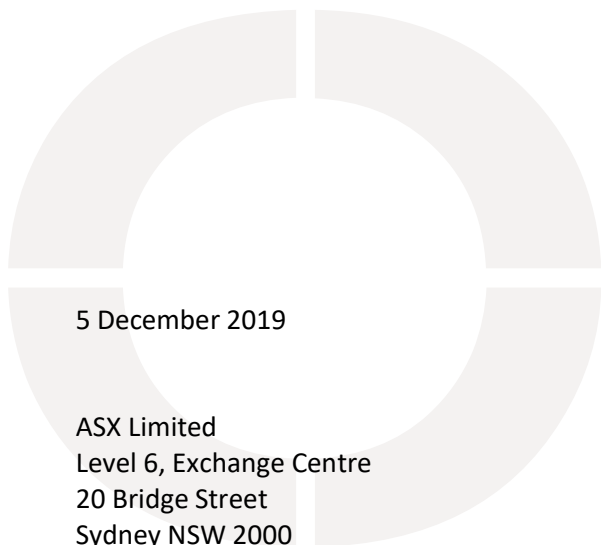 5 December 2019
ASX Limited
Level 6, Exchange Centre
20 Bridge Street
Sydney NSW 2000